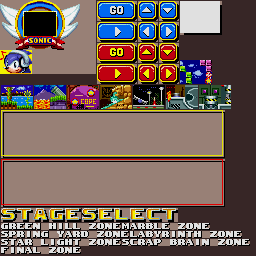 SONIC
GO
GO
COPE
STAGESELECT
GREEN HILL ZONEMARBLE ZONE
SPRING YARD ZONELABYRINTH ZONE
STAR LIGHT ZONESCRAP BRAIN ZONE
FINAL ZONE